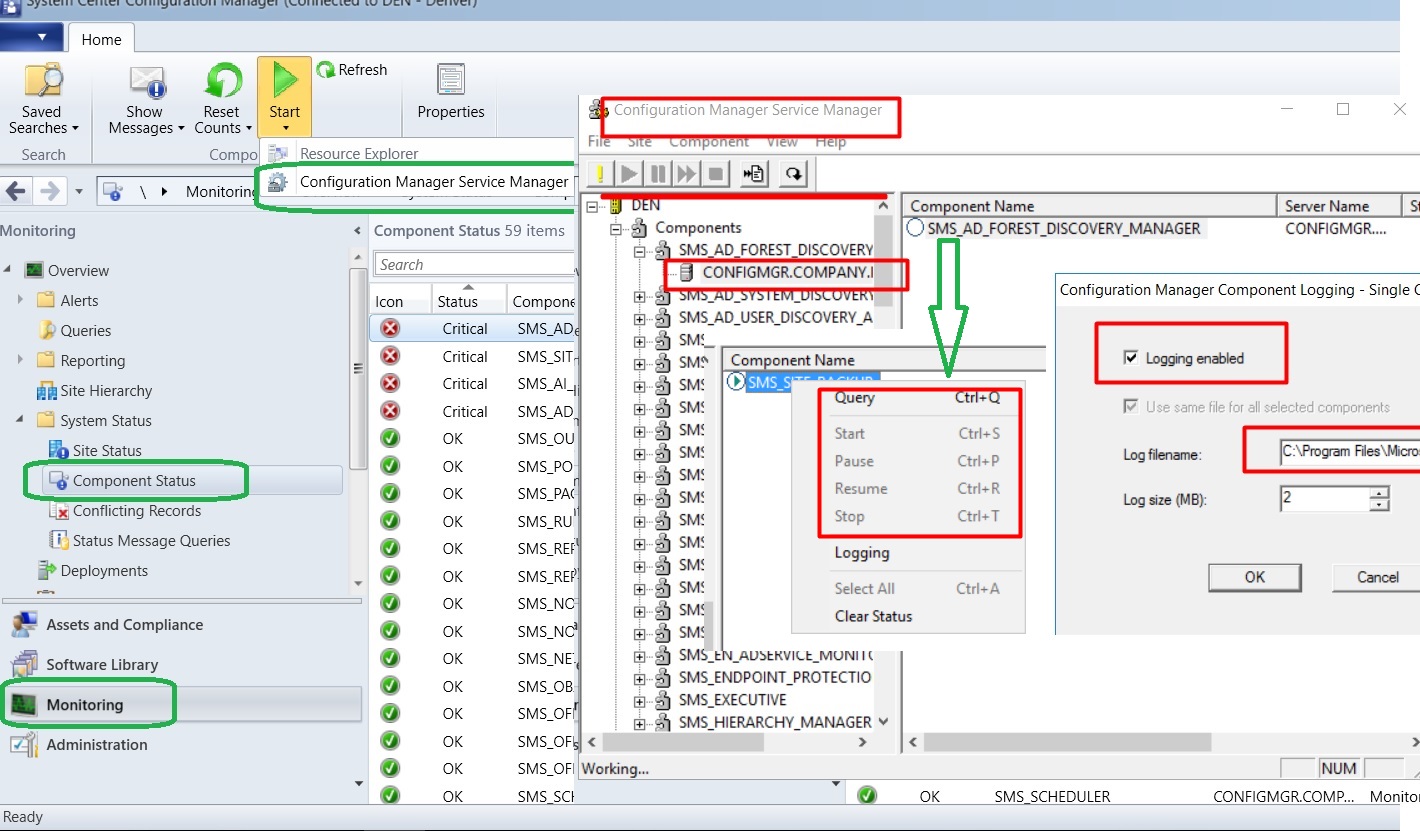 System Center Configuration Manager (Connected to DEN - Denver)
Home
Saved Searches
Show Messages
Reset Counts
Start
Refresh
Properties
Search
Compo
Resource Explorer
Configuration Manager Service Manager
\ Monitoring
Monitoring
Overview
Alerts
Queries
Reporting
Site Hierarchy
System Status
Site Status
Component Status
Conflicting Records
Status Message Queries
Deployments
Assets and Compliance
Software Library
Monitoring
Administration
Ready
Component Status 59 items
Search
Icon Status Compone
Critical SMS_AD
Critical SMS_SIT
Critical SMS_AI_
Critical SMS_AD
OK SMS_OU
OK SMS_PO
OK SMS_PAC
OK SMS_RU
OK SMS_REF
OK SMS_REF
OK SMS_NO
OK SMS_NO
OK SMS_NE
OK SMS_OB
OK SMS_OFF
OK SMS_OFF
OK SMS_OFF
OK SMS_SCH
OK SMS_SCHEDULER CONFIGMGR.COMP... Monito
Configuration Manager Service Manager
File Site Component View Help
DEN
Components
SMS_AD_FOREST_DISCOVERY
CONFIGMGR.COMPANY.
SMS_AD_SYSTEM_DISCOVERY
SMS_AD_USER_DISCOVERY_A
SMS
SMS
SMS
SMS
SMS
SMS
SMS
SMS
SMS
SMS
SMS
SMS
SMS
SMS
SMS_EN_ADSERVICE_MONITO
SMS_ENDPOINT_PROTECTIO
SMS_EXECUTIVE
SMS_HIERARCHY_MANAGER
Working...
NUM
Component Name Server Name St
SMS_AD_FOREST_DISCOVERY_MANAGER CONFIGMGR....
Component Name
SMS_SITE_BACKUP
Query Ctrl+Q
Start Ctrl+S
Pause Ctrl+P
Resume Ctrl+R
Stop Ctrl+T
Logging
Select All Ctrl+A
Clear Status
Configuration Manager Component Logging - Single C
Logging enabled
Use same file for all selected components
Log filename: C:\Program Files\Micros
Log size (MB): 2
OK Cancel